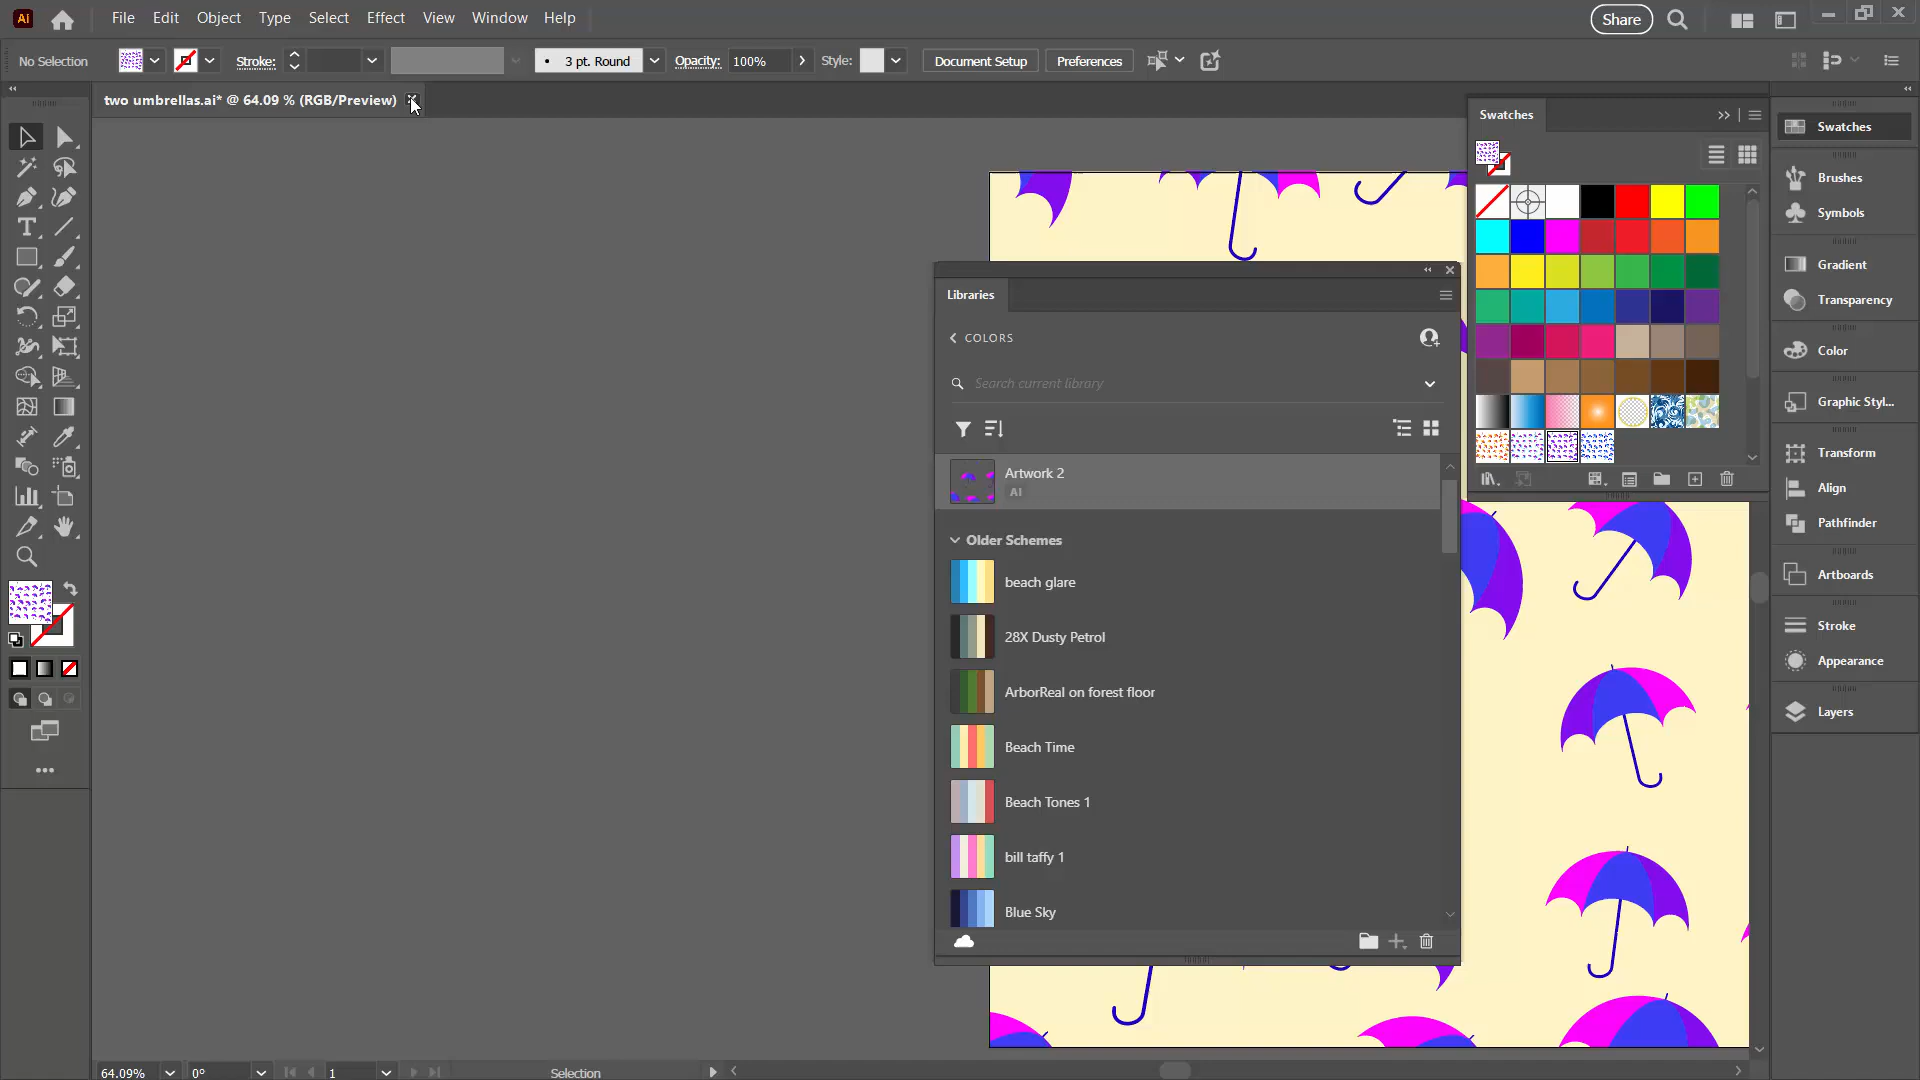 Ai File Edit Object Type Select Effect View Window Help Share
No Selection Stroke: 3 pt. Round Opacity: 100% Style: Document Setup Preferences
two umbrellas.ai* @ 64.09 % (RGB/Preview)
Swatches
Swatches
Brushes
Symbols
Gradient
Transparency
Color
Graphic Styl...
Transform
Align
Pathfinder
Artboards
Stroke
Appearance
Layers
Libraries
COLORS
Search current library
Artwork 2
AI
Older Schemes
beach glare
28X Dusty Petrol
ArborReal on forest floor
Beach Time
Beach Tones 1
bill taffy 1
Blue Sky
64.09% 0° 1 Selection